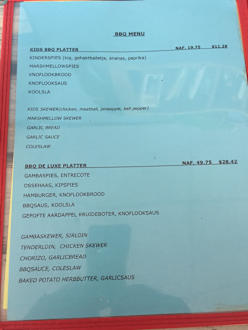 BBQ MENU
KIDS BBQ PLATTER NAF. 19.75 $11.28
KINDERSPIES (kip, gehaktballetje, ananas, paprika)
MARSHMELLOWSPIES
KNOFLOOKBROOD
KNOFLOOKSAUS
KOOLSLA
KIDS SKEWER(chicken, meatball, pineapple, bell pepper)
MARSHMELLOW SKEWER
GARLIC BREAD
GARLIC SAUCE
COLESLAW
BBQ DE LUXE PLATTER NAF. 49.75 $28.42
GAMBASPIES, ENTRECOTE
OSSEHAAS, KIPSPIES
HAMBURGER, KNOFLOOKBROOD
BBQSAUS, KOOLSLA
GEPOFTE AARDAPPEL KRUIDEBOTER, KNOFLOOKSAUS
GAMBASKEWER, SIRLOIN
TENDERLOIN, CHICKEN SKEWER
CHORIZO, GARLICBREAD
BBQSAUCE, COLESLAW
BAKED POTATO HERBBUTTER, GARLICSAUS